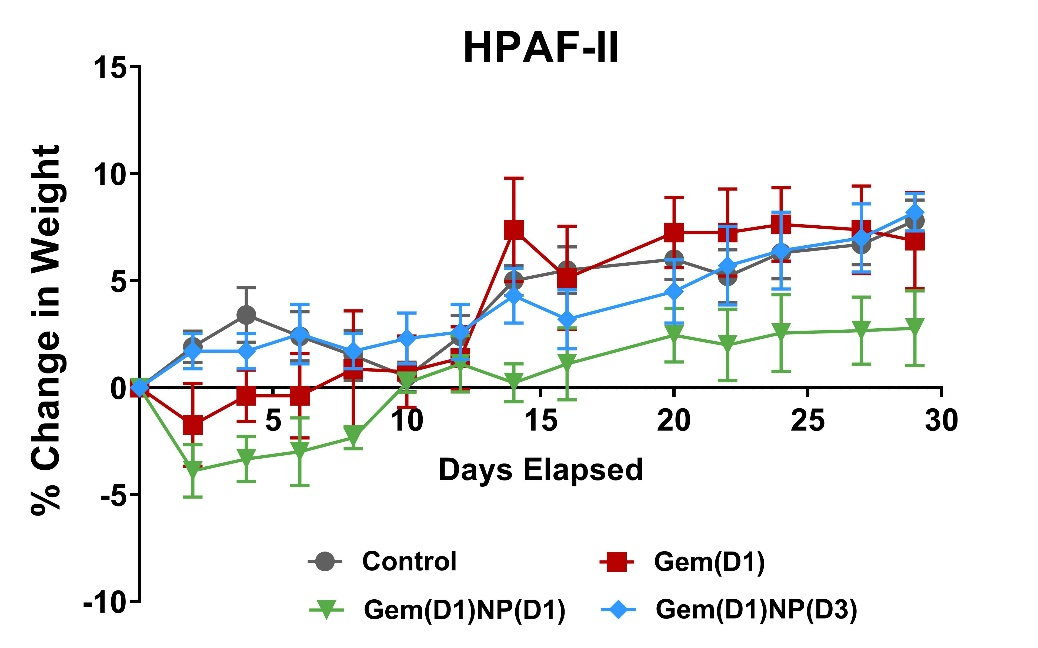 HPAF-II
% Change in Weight
15
10
5
0
-5
-10
5 10 15 20 25 30
Days Elapsed
Control Gem(D1)
Gem(D1)NP(D1) Gem(D1)NP(D3)